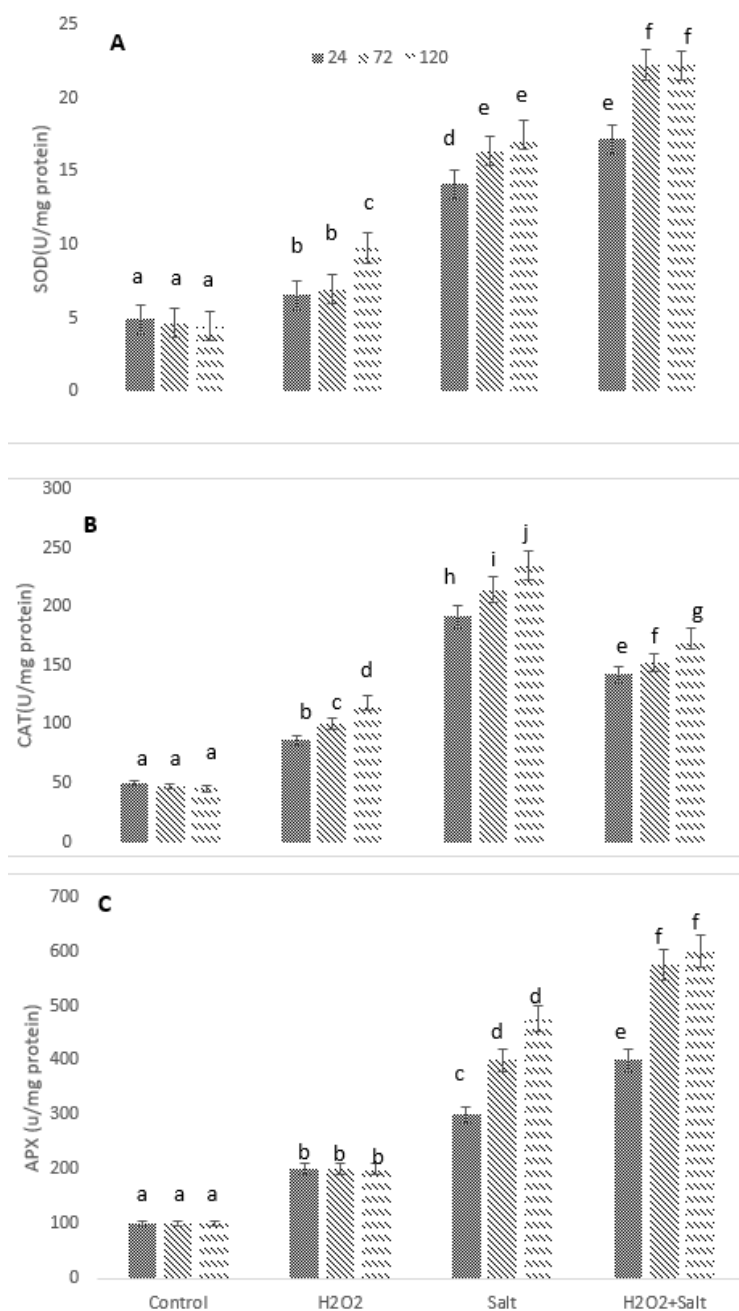 25
A
f f
24 72 120
20
e e e
d
15
SOD(U/mg protein)
c
10
b b
a a a
5
0
300
B
j
250
i
h
200
g
CAT(U/mg protein)
e f
150
d
b c
100
a a a
50
0
700
C
f f
600
d
500
d
e
400
c
APX (u/mg protein)
300
b b b
200
a a a
100
0
Control H2O2 Salt H2O2+Salt